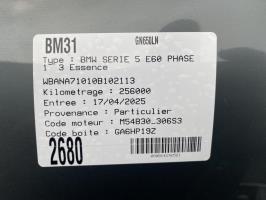 BM31 GN650LN
Type : BMW SERIE 5 E60 PHASE
1 3 Essence
WBANA71010B102113
Kilometrage : 256000
Entree : 17/04/2025
Provenance : Particulier
Code moteur : M54B30_306S3
Code boite : GA6HP19Z
2680